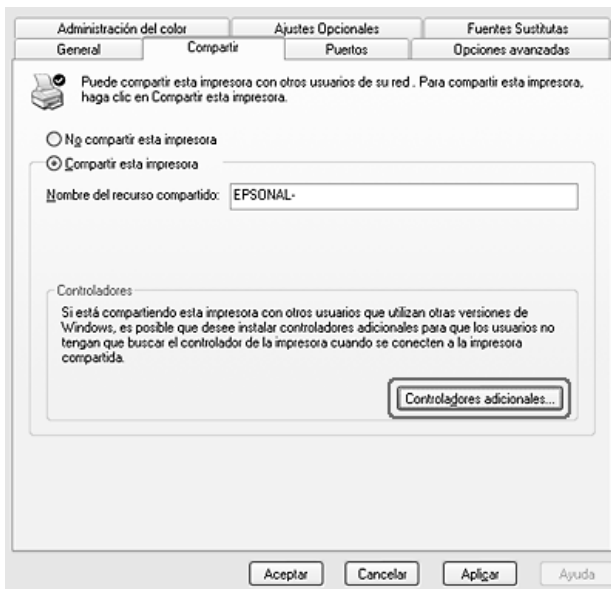 Administración del color Ajustes Opcionales Fuentes Sustitutas
General Compartir Puertos Opciones avanzadas
Puede compartir esta impresora con otros usuarios de su red . Para compartir esta impresora,
haga clic en Compartir esta impresora.
No compartir esta impresora
Compartir esta impresora
Nombre del recurso compartido: EPSONAL-
Controladores
Si está compartiendo esta impresora con otros usuarios que utilizan otras versiones de
Windows, es posible que desee instalar controladores adicionales para que los usuarios no
tengan que buscar el controlador de la impresora cuando se conecten a la impresora
compartida.
Controladores adicionales...
Aceptar Cancelar Aplicar Ayuda